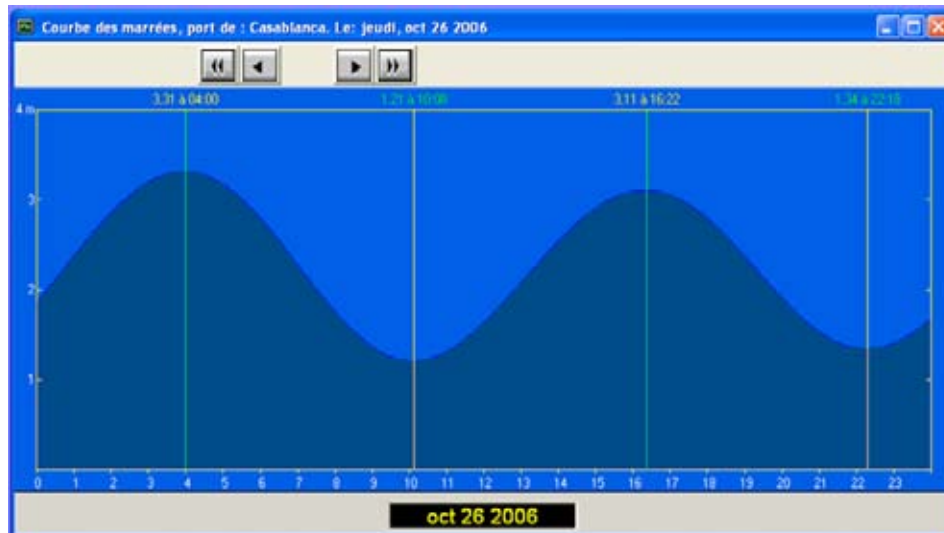 Courbe des marrées, port de : Casablanca. Le: jeudi, oct 26 2006
3,31 à 04:00 1.21 à 10:08 3,11 à 16:22 1.34 à 22:18
4 m
3
2
1
0 1 2 3 4 5 6 7 8 9 10 11 12 13 14 15 16 17 18 19 20 21 22 23
oct 26 2006